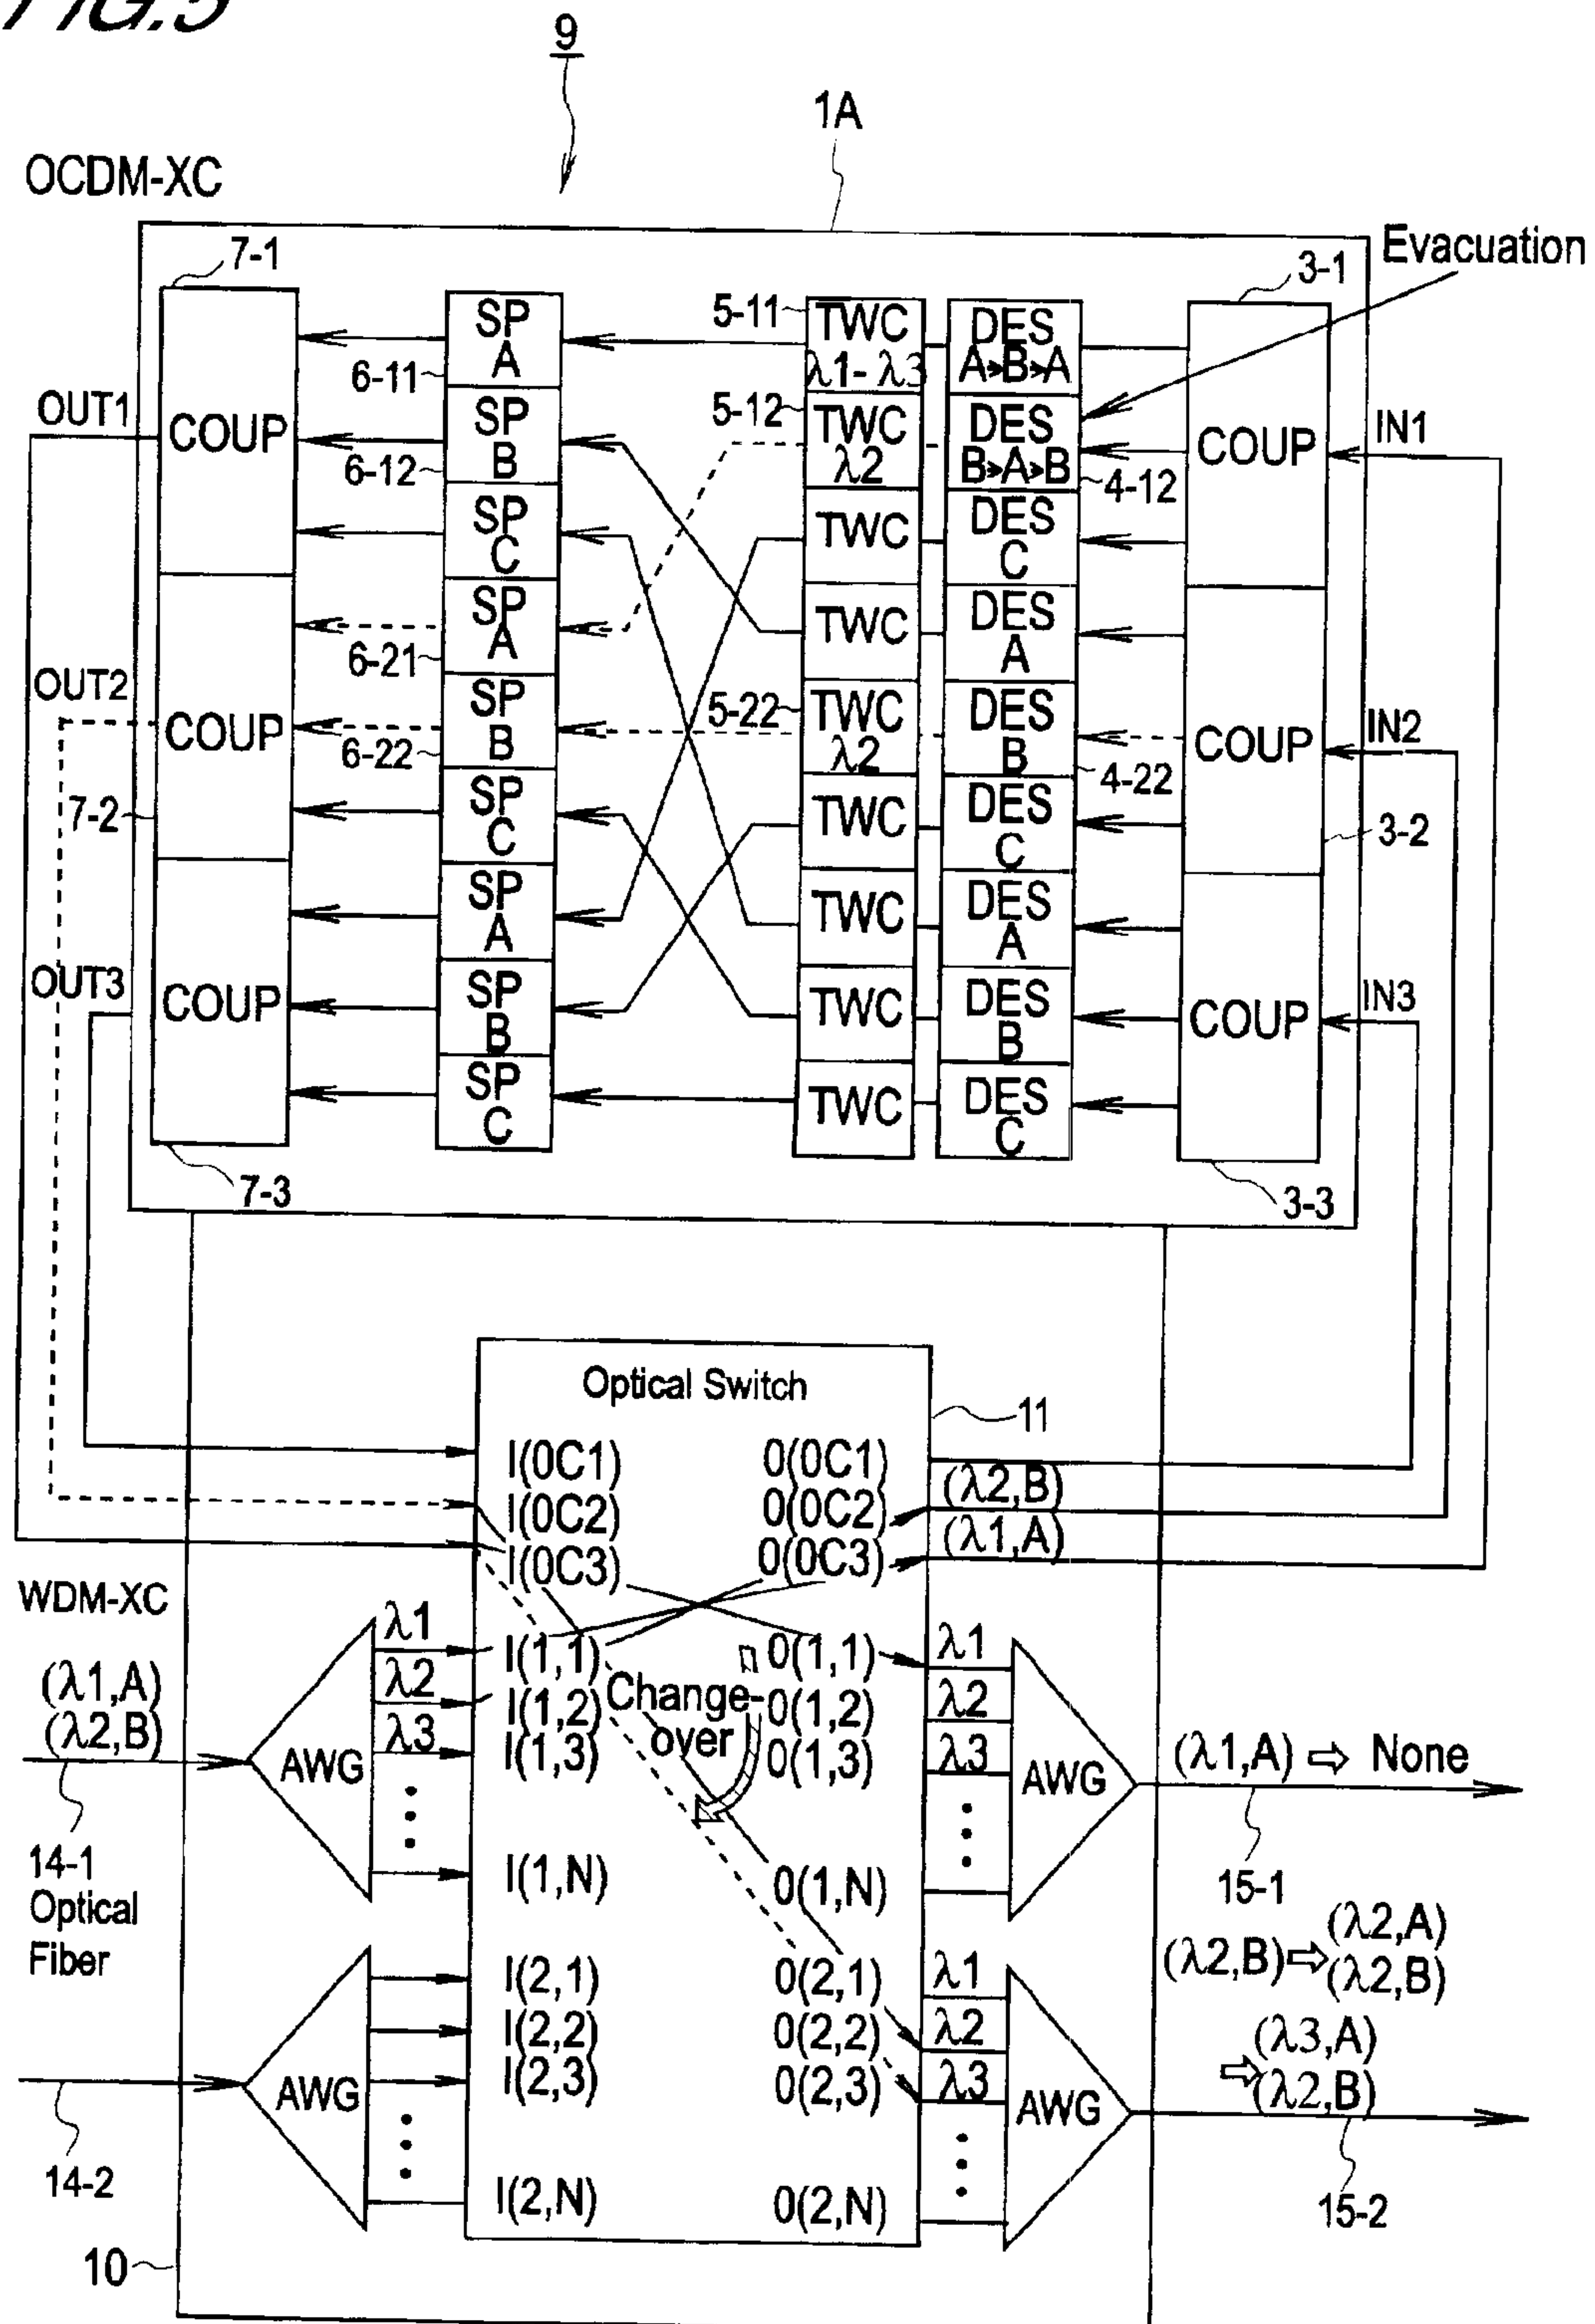 FIG.5
9
1A
OCDM-XC
Evacuation
7-1
3-1
5-11
SP
A
TWC
λ1- λ3
DES
A>B>A
6-11
OUT1
COUP
SP
B
5-12
TWC
λ2
DES
B>A>B
COUP
IN1
6-12
4-12
SP
C
TWC
DES
C
SP
A
TWC
DES
A
6-21
OUT2
COUP
SP
B
5-22
TWC
λ2
DES
B
COUP
IN2
6-22
4-22
7-2
SP
C
TWC
DES
C
3-2
SP
A
TWC
DES
A
OUT3
COUP
SP
B
TWC
DES
B
COUP
IN3
SP
C
TWC
DES
C
7-3
3-3
Optical Switch
11
I(0C1)
0(0C1)
(λ2,B)
I(0C2)
0(0C2)
(λ1,A)
I(0C3)
0(0C3)
WDM-XC
λ1
I(1,1)
0(1,1)
λ1
(λ1,A)
(λ2,B)
λ2
I(1,2)
Change-
over
0(1,2)
λ2
λ3
I(1,3)
0(1,3)
λ3
AWG
AWG
(λ1,A) ⇨ None
14-1
Optical
Fiber
I(1,N)
0(1,N)
15-1
(λ2,B)⇨(λ2,A)
(λ2,B)
I(2,1)
0(2,1)
λ1
I(2,2)
0(2,2)
λ2
⇨(λ3,A)
(λ2,B)
I(2,3)
0(2,3)
λ3
AWG
AWG
14-2
I(2,N)
0(2,N)
15-2
10